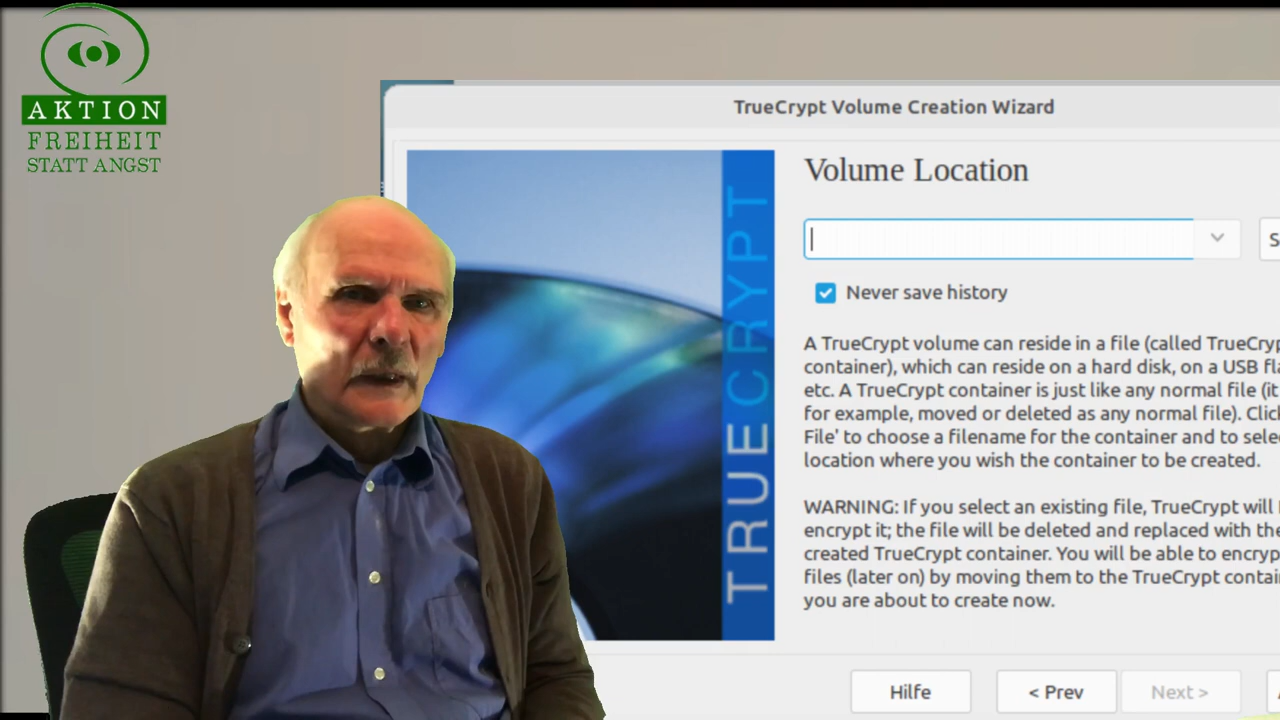 AKTION
FREIHEIT
STATT ANGST
TrueCrypt Volume Creation Wizard
TRUECRYPT
Volume Location
Never save history
A TrueCrypt volume can reside in a file (called TrueCryp
container), which can reside on a hard disk, on a USB fla
etc. A TrueCrypt container is just like any normal file (it
for example, moved or deleted as any normal file). Clic
File' to choose a filename for the container and to sele
location where you wish the container to be created.
WARNING: If you select an existing file, TrueCrypt will
encrypt it; the file will be deleted and replaced with the
created TrueCrypt container. You will be able to encryp
files (later on) by moving them to the TrueCrypt contai
you are about to create now.
Hilfe
< Prev
Next >